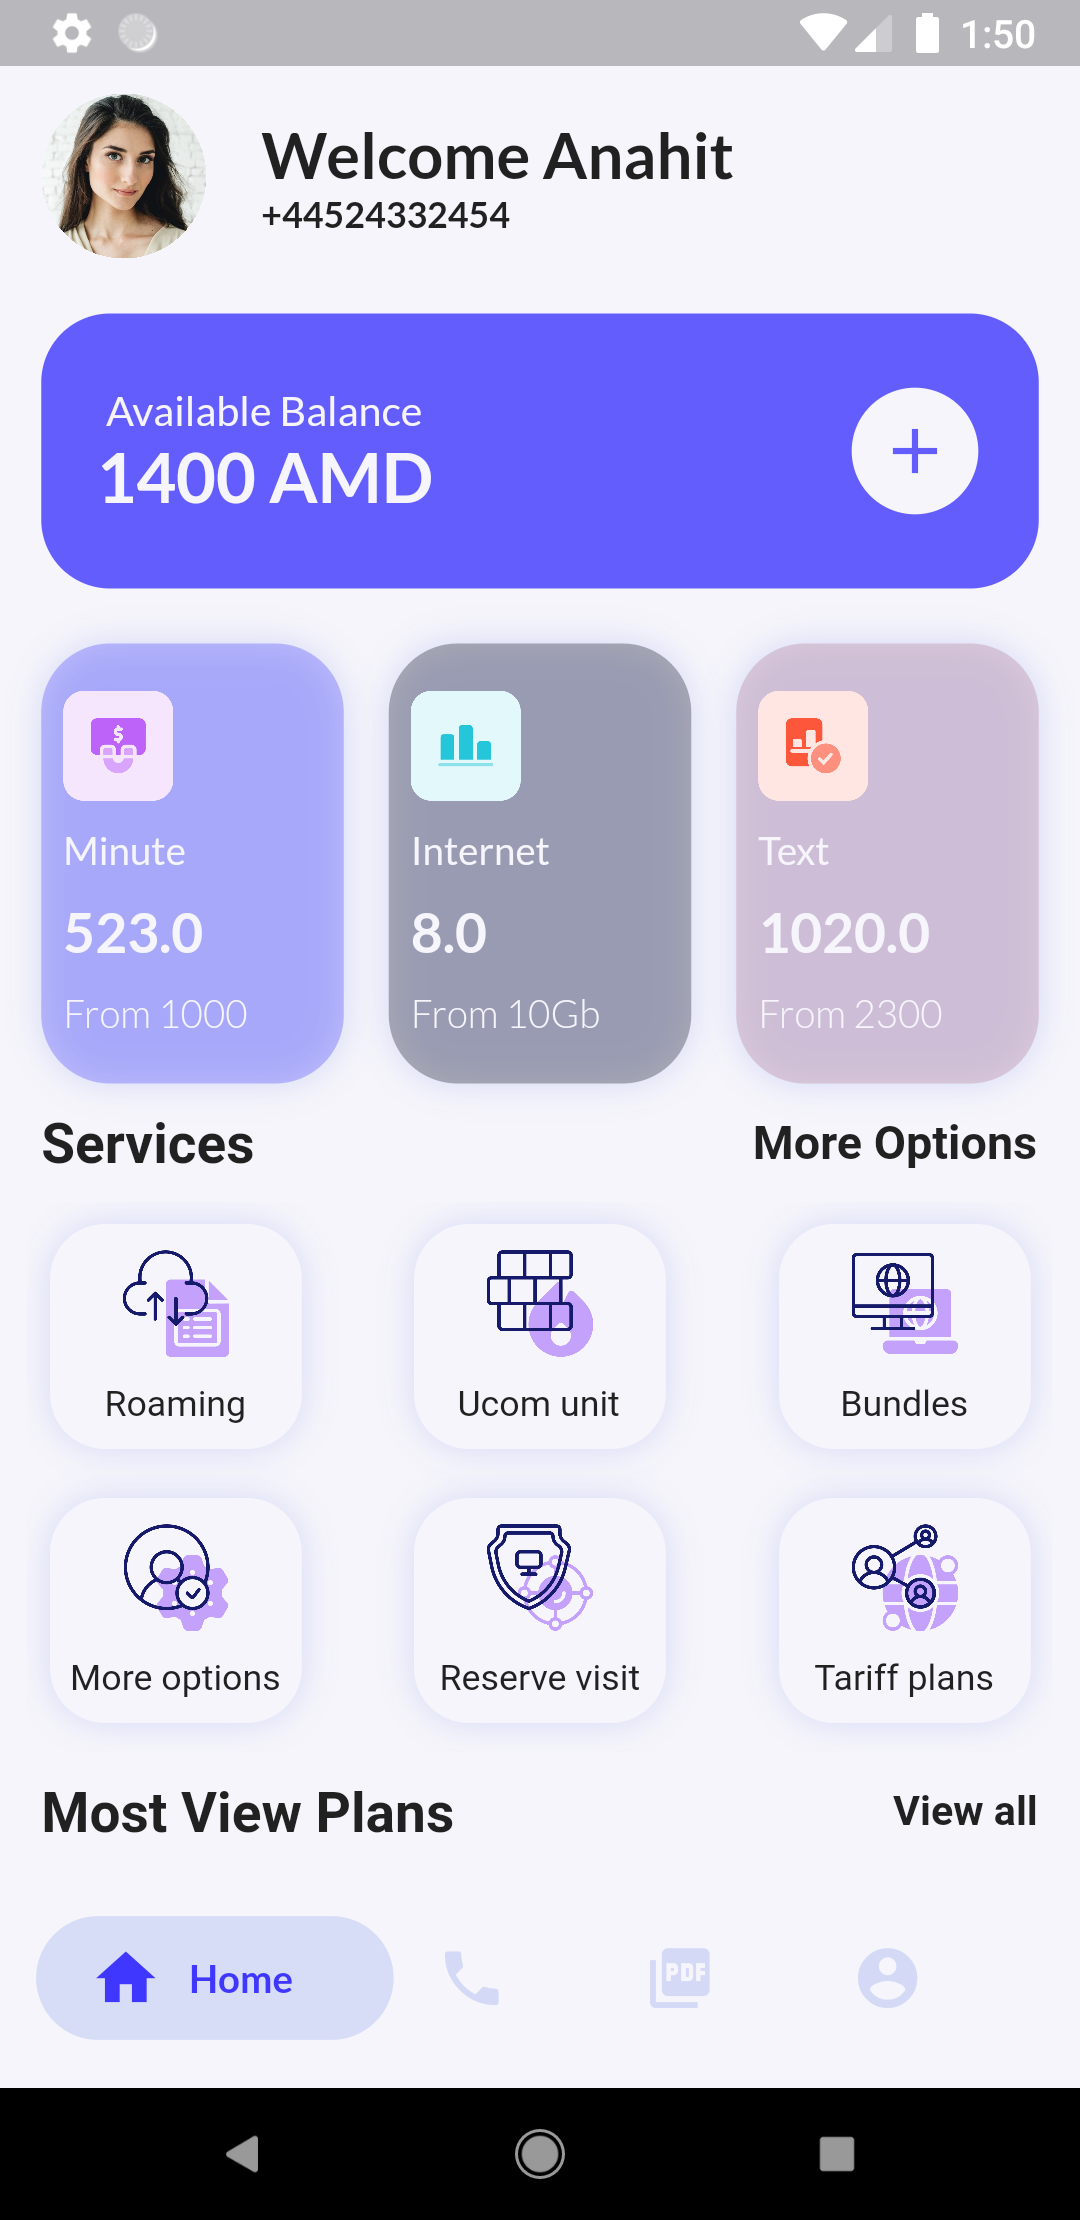 1:50
Welcome Anahit
+44524332454
Available Balance
1400 AMD
$
Minute
523.0
From 1000
Internet
8.0
From 10Gb
Text
1020.0
From 2300
Services
More Options
Roaming
Ucom unit
Bundles
More options
Reserve visit
Tariff plans
Most View Plans
View all
Home
PDF